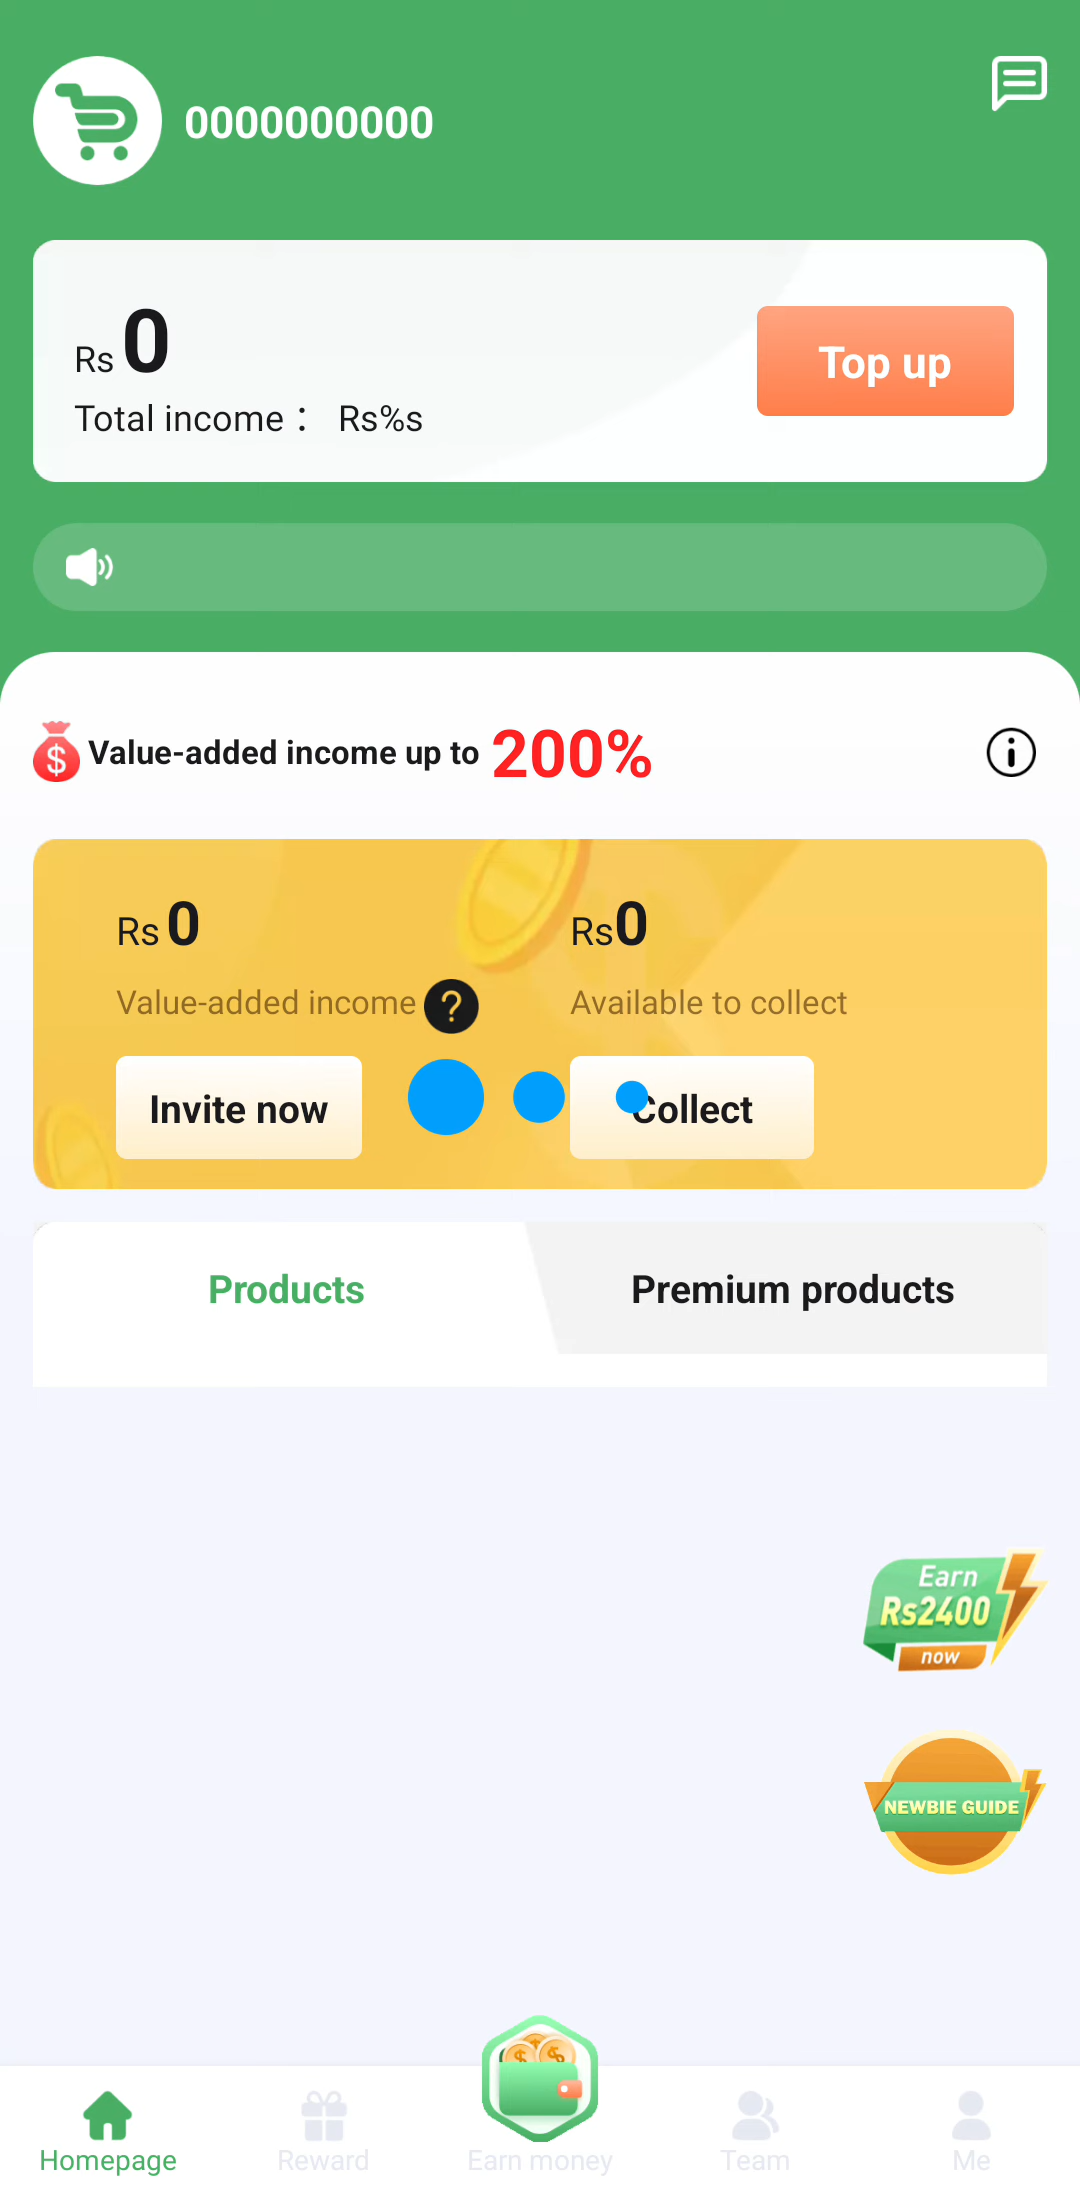 0000000000
Rs 0
Total income： Rs%s
Top up
Value-added income up to 200%
Rs 0
Value-added income ?
Invite now
Rs0
Available to collect
Collect
Products
Premium products
Earn
Rs2400
now
NEWBIE GUIDE
Homepage
Reward
Earn money
Team
Me